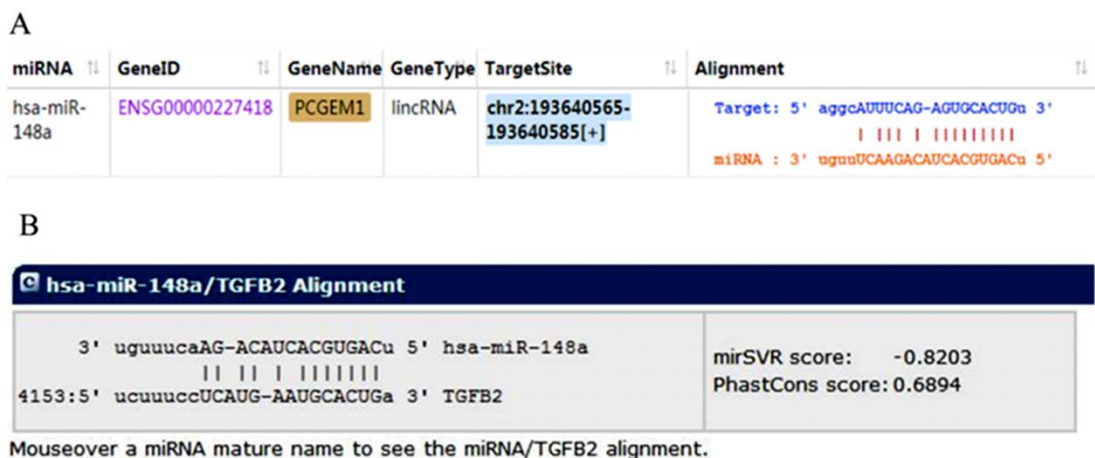 A
miRNA GeneID GeneName GeneType TargetSite Alignment
hsa-miR- ENSG00000227418 PCGEM1 lincRNA chr2:193640565- Target: 5' aggcAUUUCAG-AGUGCACUGu 3'
148a 193640585[+]
miRNA : 3' uguuUCAAGACAUCACGUGACu 5'
B
hsa-miR-148a/TGFB2 Alignment
3' uguuucaAG-ACAUCACGUGACu 5' hsa-miR-148a
4153:5' ucuuuccUCAUG-AAUGCACUGa 3' TGFB2
mirSVR score: -0.8203
PhastCons score: 0.6894
Mouseover a miRNA mature name to see the miRNA/TGFB2 alignment.